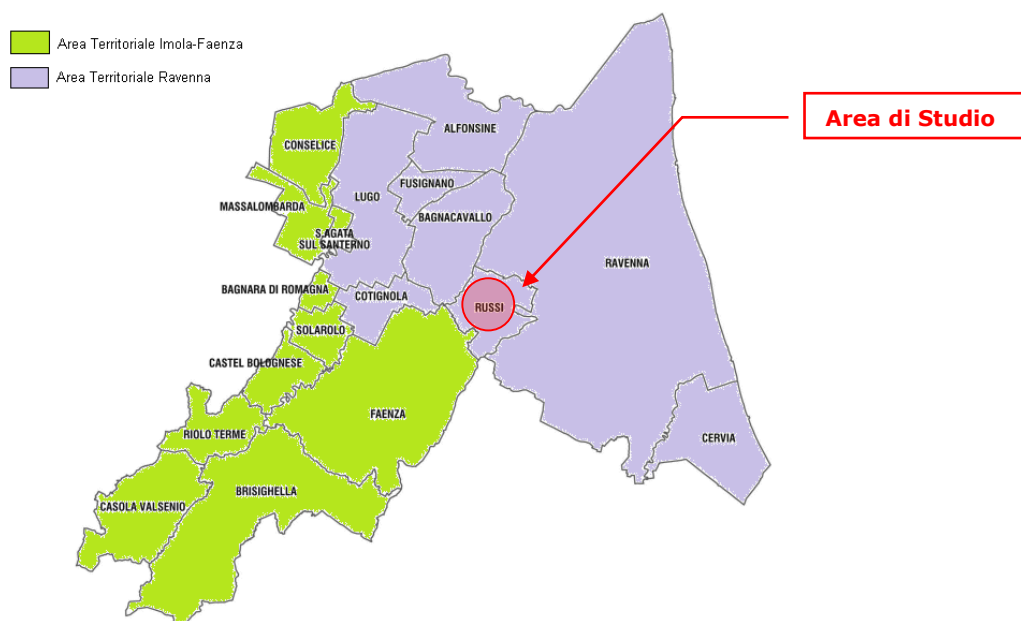 Area Territoriale Imola-Faenza
Area Territoriale Ravenna
Area di Studio
ALFONSINE
CONSELICE
FUSIGNANO
LUGO
MASSALOMBARDA
BAGNACAVALLO
S.AGATA
SUL SANTERNO
RAVENNA
BAGNARA DI ROMAGNA
COTIGNOLA
RUSSI
SOLAROLO
CASTEL BOLOGNESE
FAENZA
RIOLO TERME
CERVIA
BRISIGHELLA
CASOLA VALSENIO